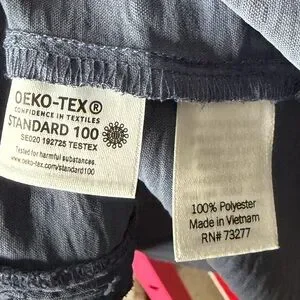 OEKO-TEX®
CONFIDENCE IN TEXTILES
STANDARD 100
SE020 192725 TESTEX
Tested for harmful substances.
www.oeko-tex.com/standard100
100% Polyester
Made in Vietnam
RN# 73277